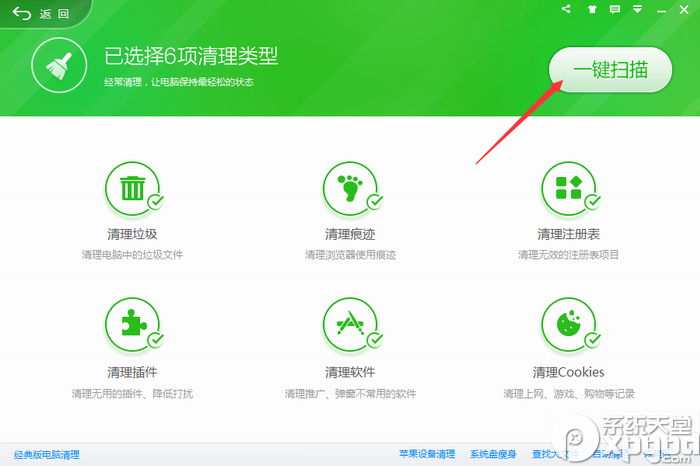 返 回
已选择6项清理类型
经常清理，让电脑保持最轻松的状态
一键扫描
清理垃圾
清理电脑中的垃圾文件
清理痕迹
清理浏览器使用痕迹
清理注册表
清理无效的注册表项目
清理插件
清理无用的插件、降低打扰
清理软件
清理推广、弹窗不常用的软件
清理Cookies
清理上网、游戏、购物等记录
经典版电脑清理
苹果设备清理
系统盘瘦身
查找大文件
自动清
系统天堂